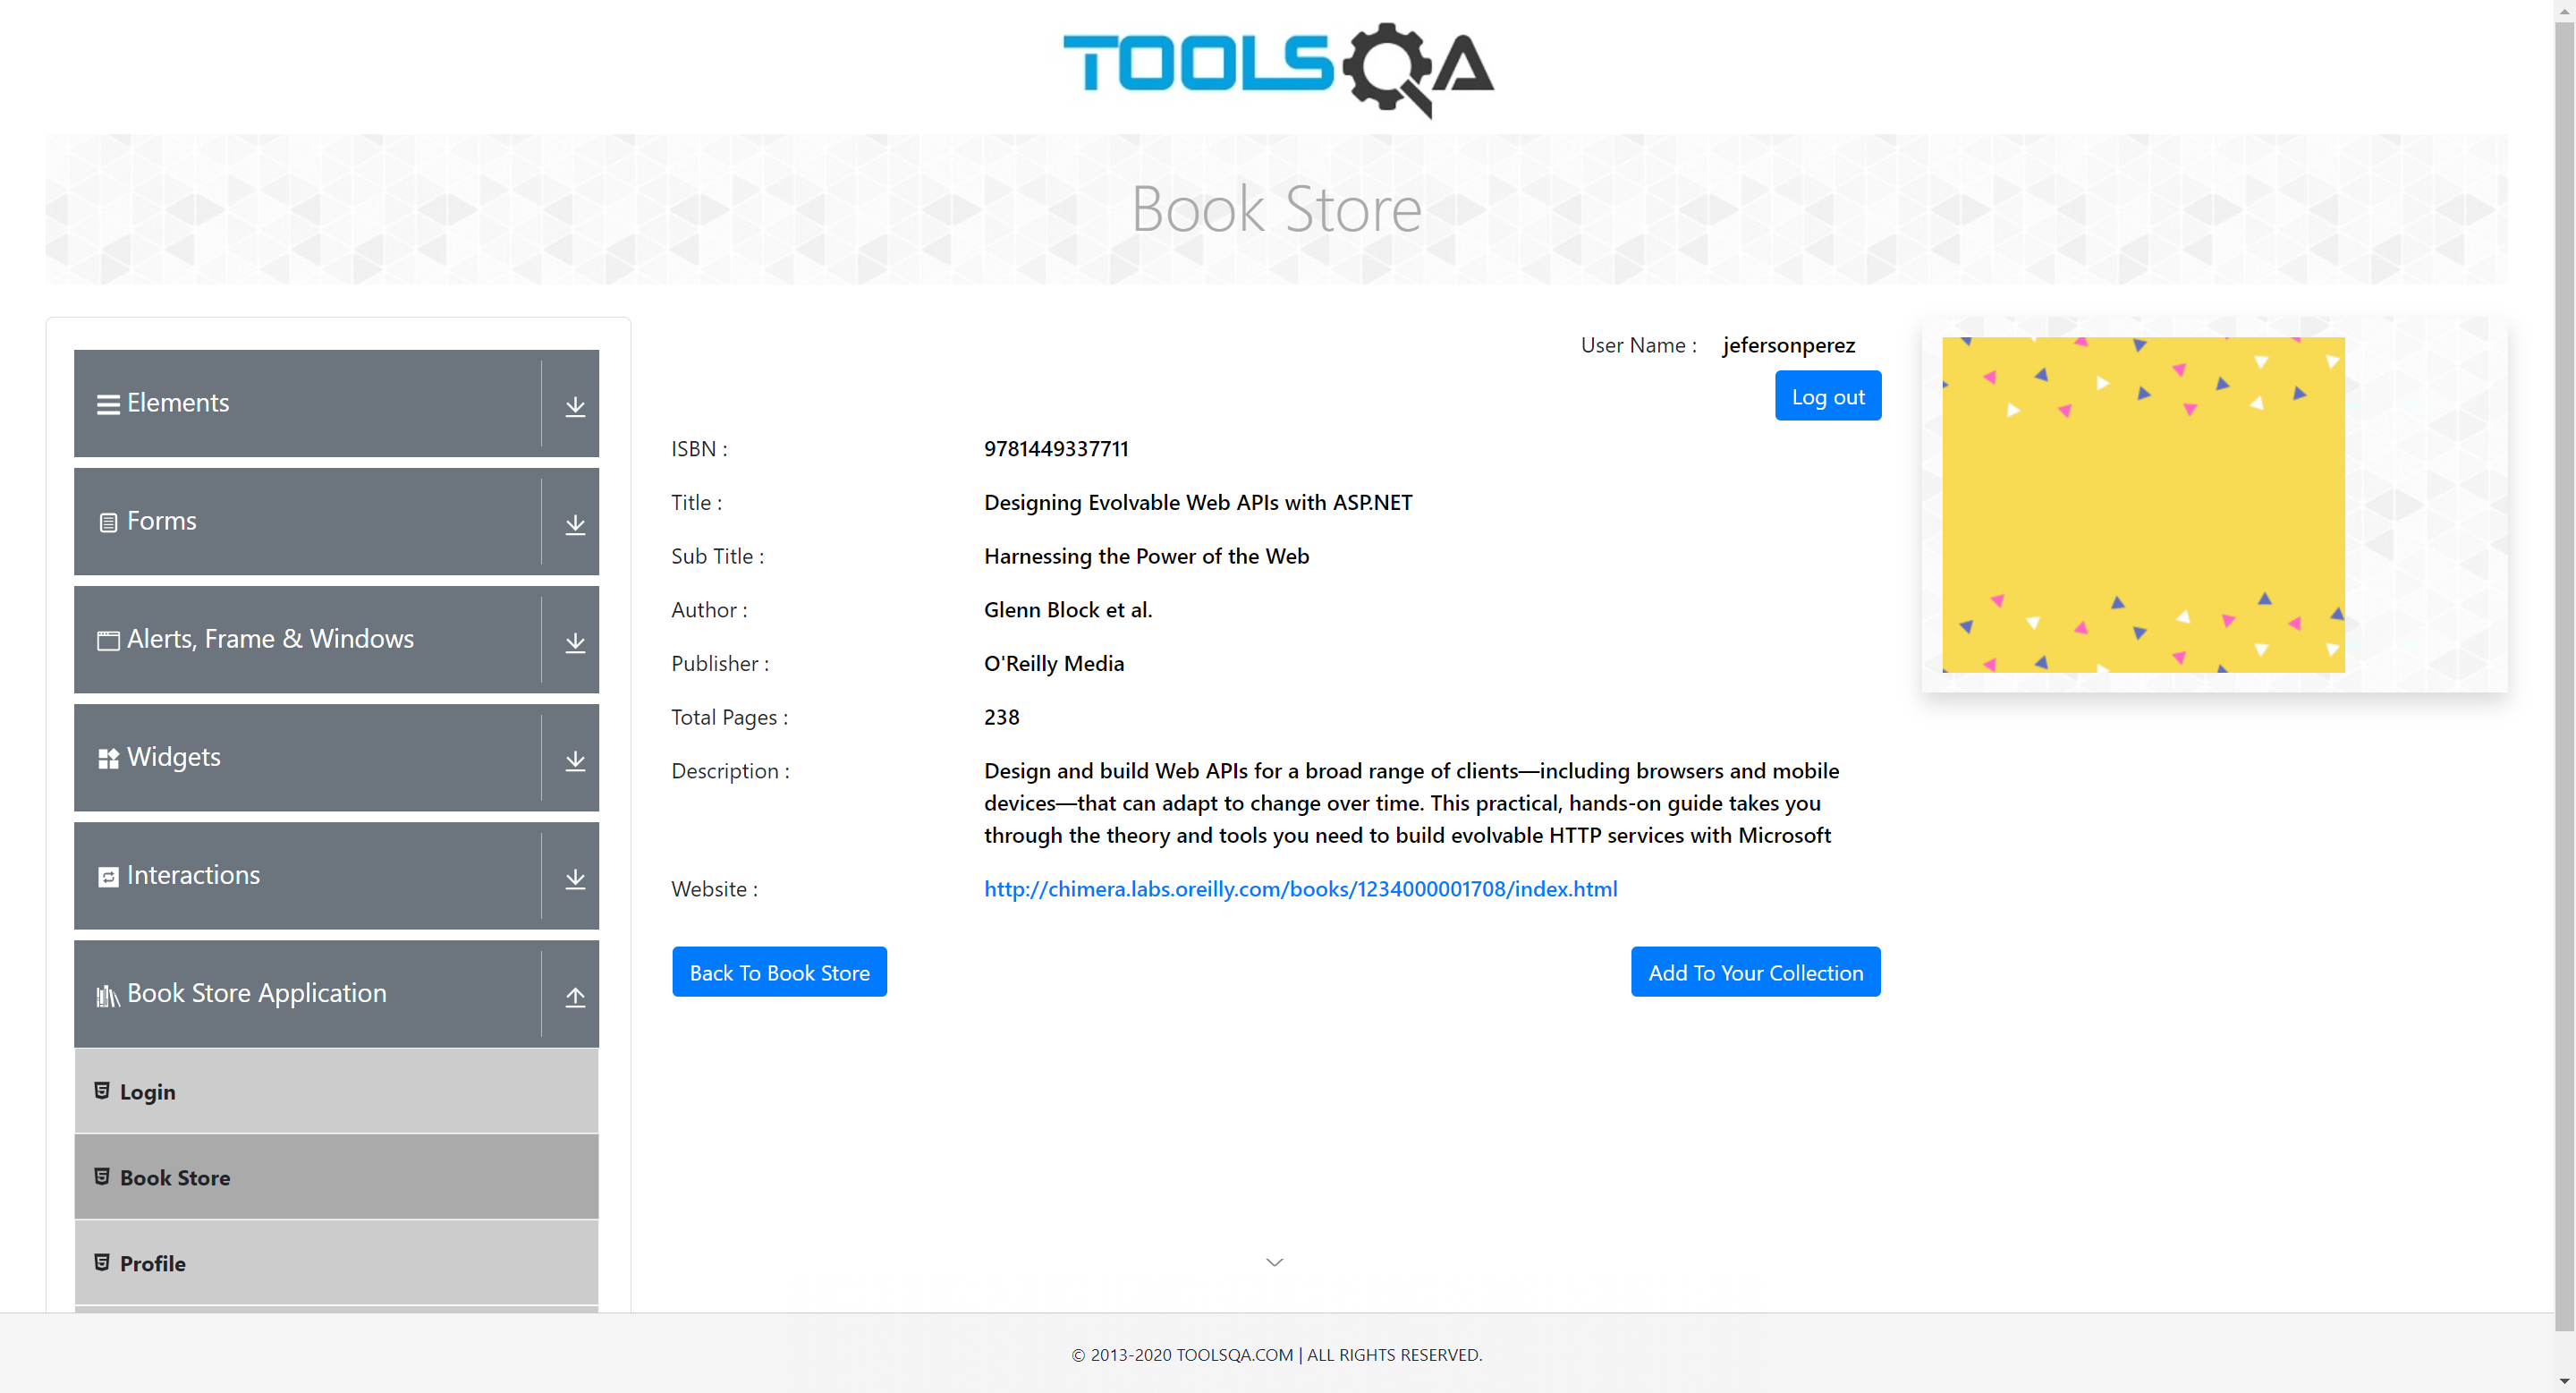 TOOLSQA
Book Store
Elements
Forms
Alerts, Frame & Windows
Widgets
Interactions
Book Store Application
Login
Book Store
Profile
User Name : jefersonperez
Log out
ISBN : 9781449337711
Title : Designing Evolvable Web APIs with ASP.NET
Sub Title : Harnessing the Power of the Web
Author : Glenn Block et al.
Publisher : O'Reilly Media
Total Pages : 238
Description : Design and build Web APIs for a broad range of clients—including browsers and mobile
devices—that can adapt to change over time. This practical, hands-on guide takes you
through the theory and tools you need to build evolvable HTTP services with Microsoft
Website : http://chimera.labs.oreilly.com/books/1234000001708/index.html
Back To Book Store
Add To Your Collection
© 2013-2020 TOOLSQA.COM | ALL RIGHTS RESERVED.